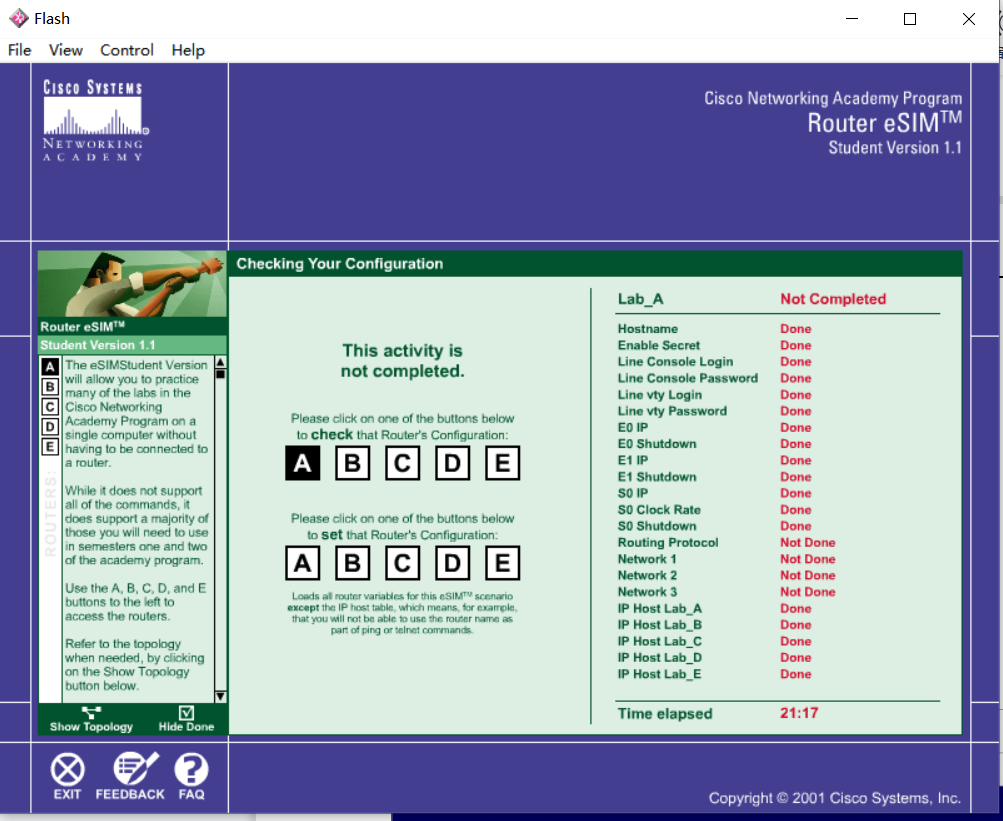 Flash
File View Control Help
CISCO SYSTEMS
NETWORKING
ACADEMY
Cisco Networking Academy Program
Router eSIM™
Student Version 1.1
Router eSIM™
Student Version 1.1
A
B
C
D
E
ROUTERS:
The eSIMStudent Version
will allow you to practice
many of the labs in the
Cisco Networking
Academy Program on a
single computer without
having to be connected to
a router.
While it does not support
all of the commands, it
does support a majority of
those you will need to use
in semesters one and two
of the academy program.
Use the A, B, C, D, and E
buttons to the left to
access the routers.
Refer to the topology
when needed, by clicking
on the Show Topology
button below.
Show Topology Hide Done
Checking Your Configuration
This activity is
not completed.
Please click on one of the buttons below
to check that Router's Configuration:
A B C D E
Please click on one of the buttons below
to set that Router's Configuration:
A B C D E
Loads all router variables for this eSIM™ scenario
except the IP host table, which means, for example,
that you will not be able to use the router name as
part of ping or telnet commands.
Lab_A Not Completed
Hostname Done
Enable Secret Done
Line Console Login Done
Line Console Password Done
Line vty Login Done
Line vty Password Done
E0 IP Done
E0 Shutdown Done
E1 IP Done
E1 Shutdown Done
S0 IP Done
S0 Clock Rate Done
S0 Shutdown Done
Routing Protocol Not Done
Network 1 Not Done
Network 2 Not Done
Network 3 Not Done
IP Host Lab_A Done
IP Host Lab_B Done
IP Host Lab_C Done
IP Host Lab_D Done
IP Host Lab_E Done
Time elapsed 21:17
EXIT FEEDBACK FAQ
Copyright © 2001 Cisco Systems, Inc.